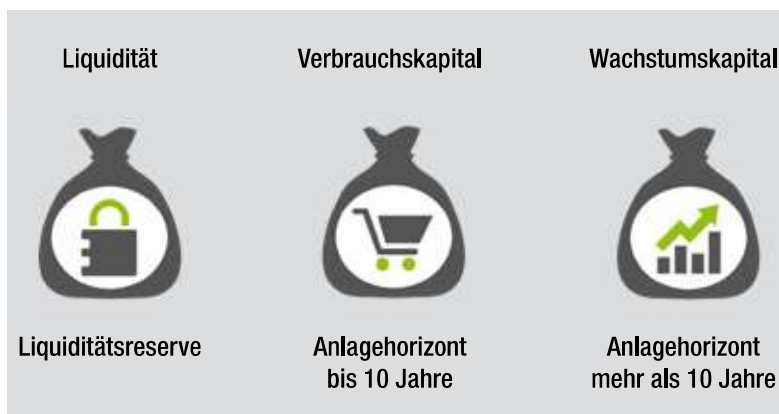 Liquidität
Verbrauchskapital
Wachstumskapital
Liquiditätsreserve
Anlagehorizont
bis 10 Jahre
Anlagehorizont
mehr als 10 Jahre